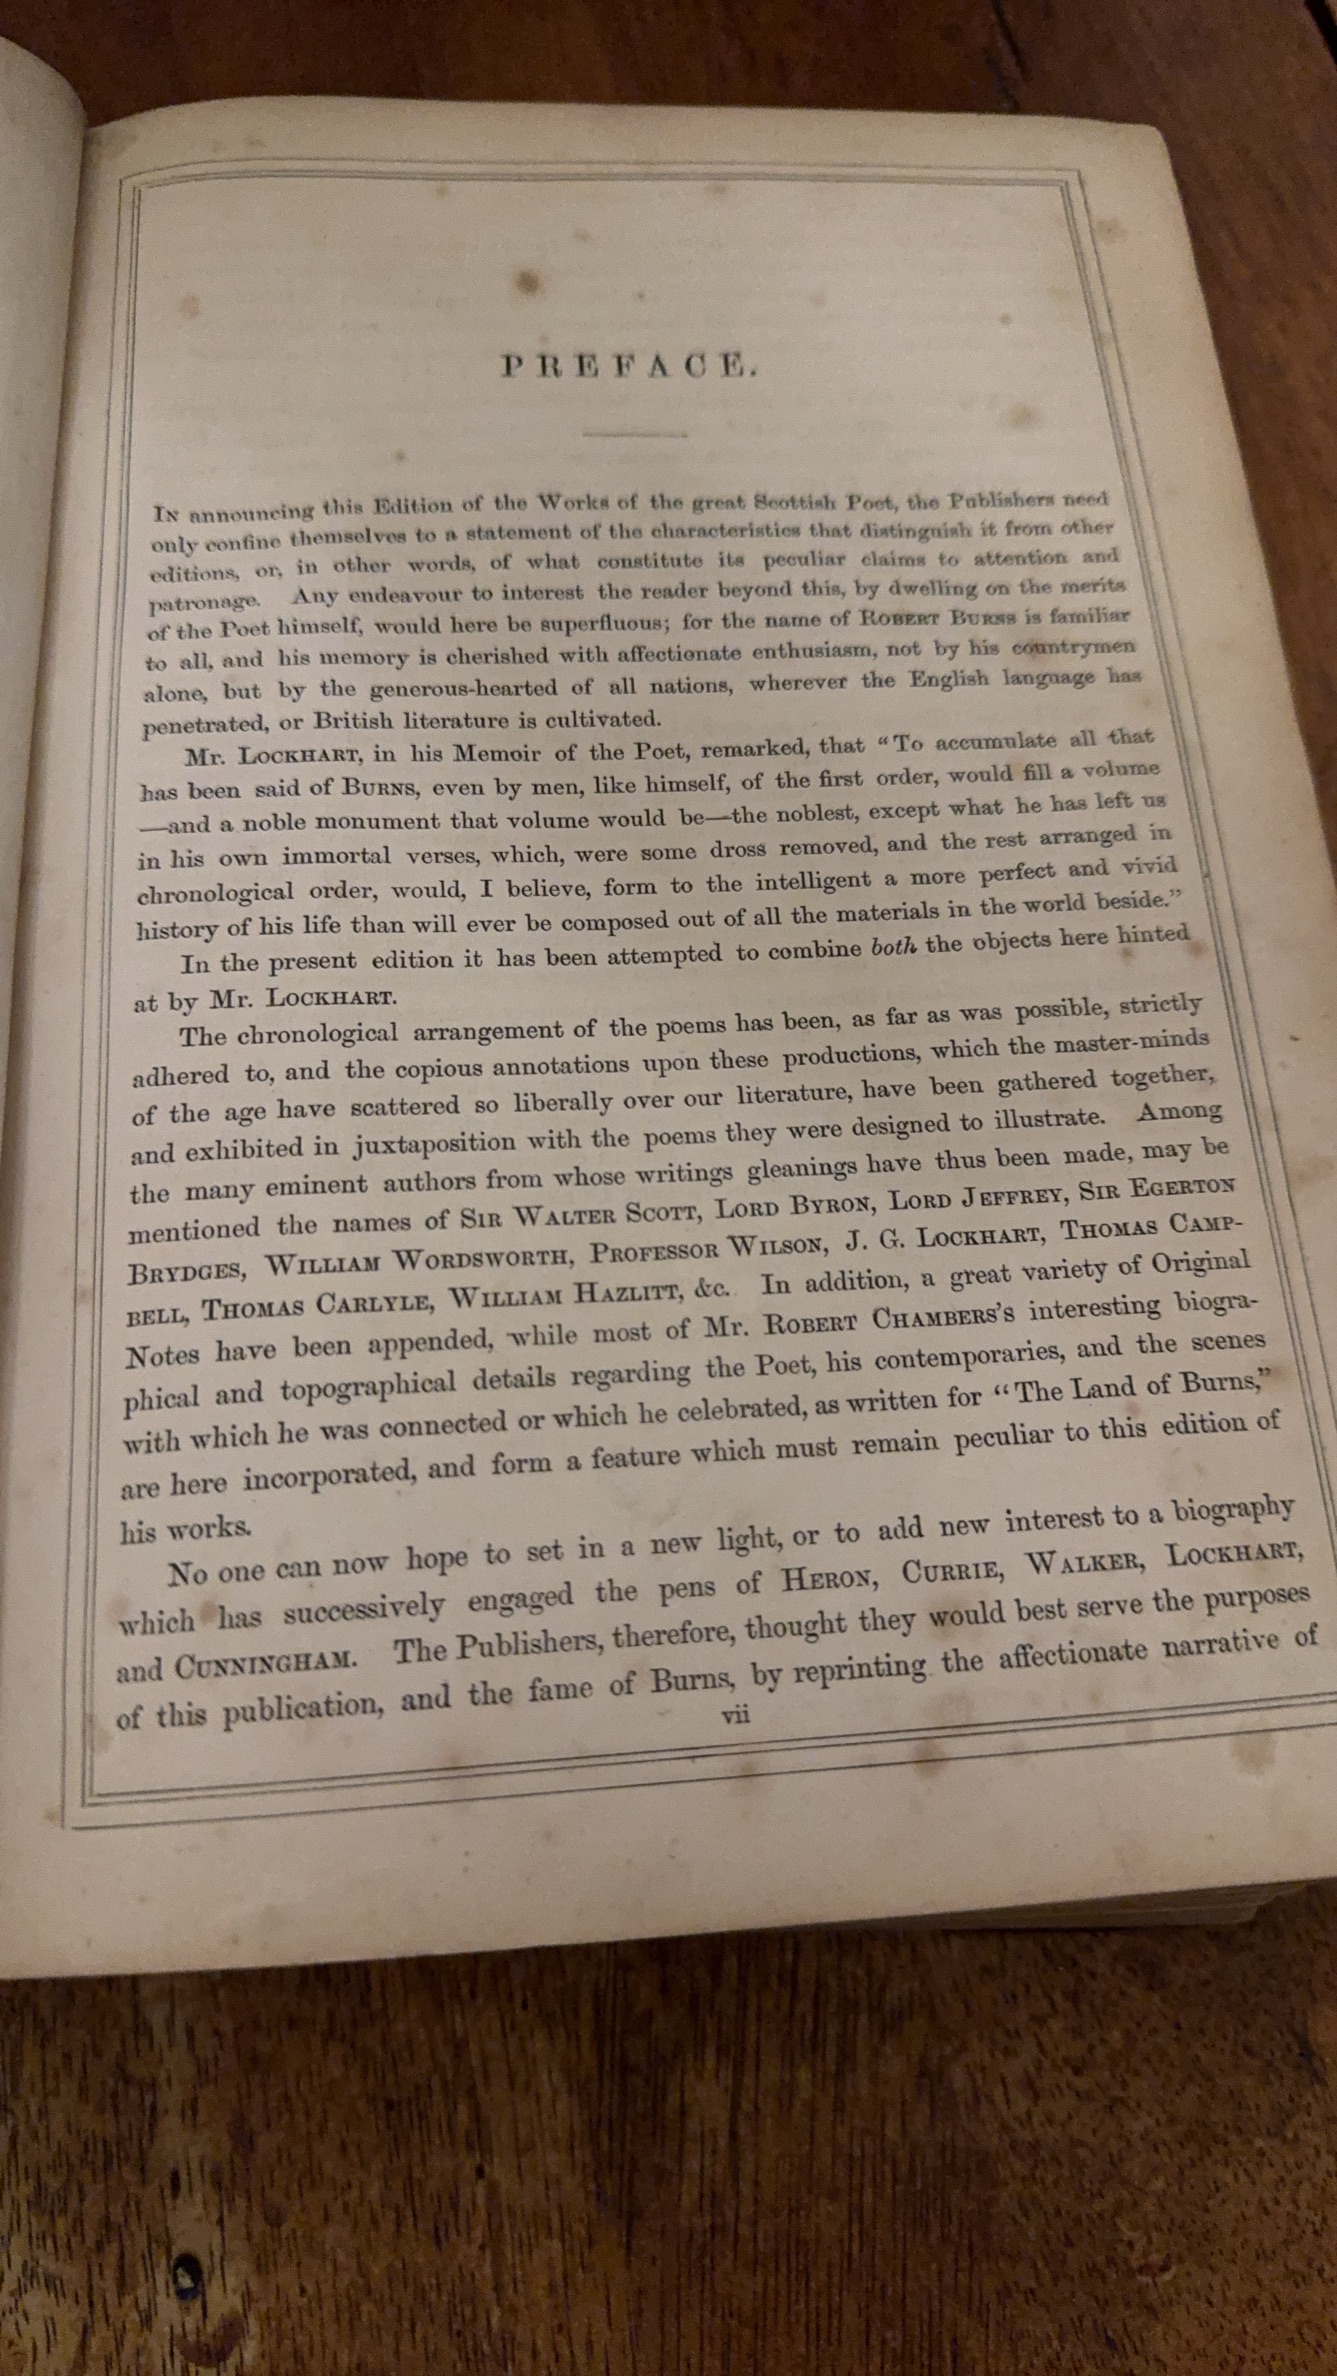 PREFACE.
In announcing this Edition of the Works of the great Scottish Poet, the Publishers need
only confine themselves to a statement of the characteristics that distinguish it from other
editions, or, in other words, of what constitute its peculiar claims to attention and
patronage. Any endeavour to interest the reader beyond this, by dwelling on the merits
of the Poet himself, would here be superfluous; for the name of ROBERT BURNS is familiar
to all, and his memory is cherished with affectionate enthusiasm, not by his countrymen
alone, but by the generous-hearted of all nations, wherever the English language has
penetrated, or British literature is cultivated.
Mr. LOCKHART, in his Memoir of the Poet, remarked, that “To accumulate all that
has been said of BURNS, even by men, like himself, of the first order, would fill a volume
—and a noble monument that volume would be—the noblest, except what he has left us
in his own immortal verses, which, were some dross removed, and the rest arranged in
chronological order, would, I believe, form to the intelligent a more perfect and vivid
history of his life than will ever be composed out of all the materials in the world beside.”
In the present edition it has been attempted to combine both the objects here hinted
at by Mr. LOCKHART.
The chronological arrangement of the poems has been, as far as was possible, strictly
adhered to, and the copious annotations upon these productions, which the master-minds
of the age have scattered so liberally over our literature, have been gathered together,
and exhibited in juxtaposition with the poems they were designed to illustrate. Among
the many eminent authors from whose writings gleanings have thus been made, may be
mentioned the names of SIR WALTER SCOTT, LORD BYRON, LORD JEFFREY, SIR EGERTON
BRYDGES, WILLIAM WORDSWORTH, PROFESSOR WILSON, J. G. LOCKHART, THOMAS CAMP-
BELL, THOMAS CARLYLE, WILLIAM HAZLITT, &c. In addition, a great variety of Original
Notes have been appended, while most of Mr. ROBERT CHAMBERS'S interesting biogra-
phical and topographical details regarding the Poet, his contemporaries, and the scenes
with which he was connected or which he celebrated, as written for “The Land of Burns,”
are here incorporated, and form a feature which must remain peculiar to this edition of
his works.
No one can now hope to set in a new light, or to add new interest to a biography
which has successively engaged the pens of HERON, CURRIE, WALKER, LOCKHART,
and CUNNINGHAM. The Publishers, therefore, thought they would best serve the purposes
of this publication, and the fame of Burns, by reprinting the affectionate narrative of
vii